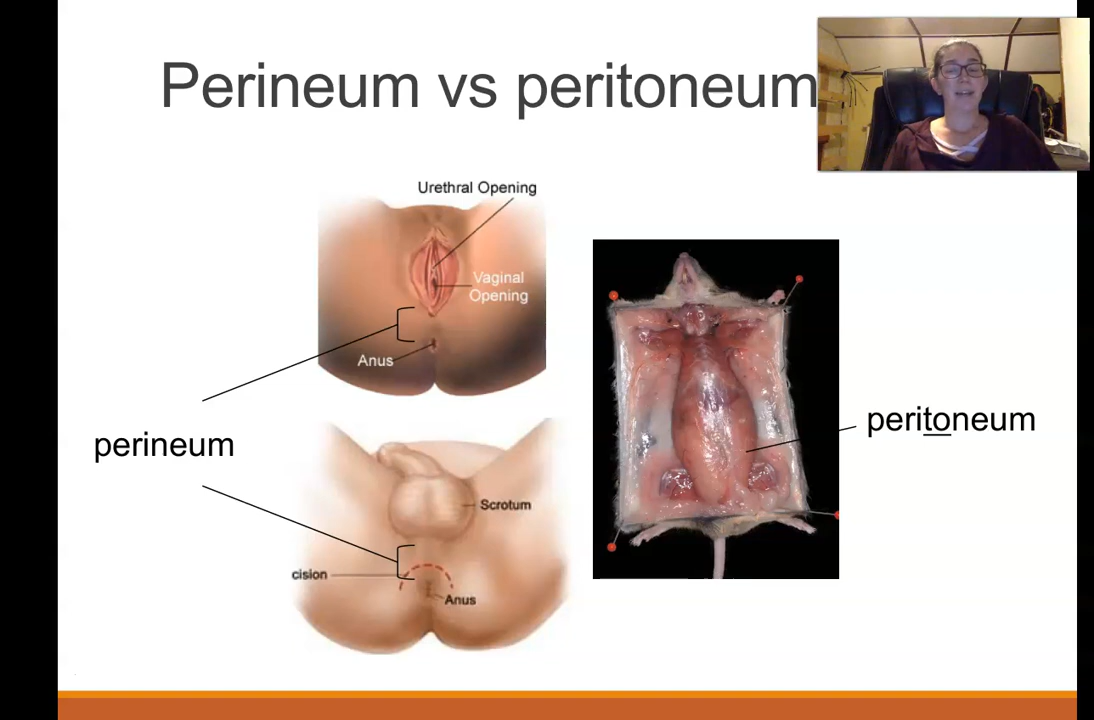 Perineum vs peritoneum
Urethral Opening
Vaginal
Opening
Anus
perineum
peritoneum
Scrotum
cision
Anus